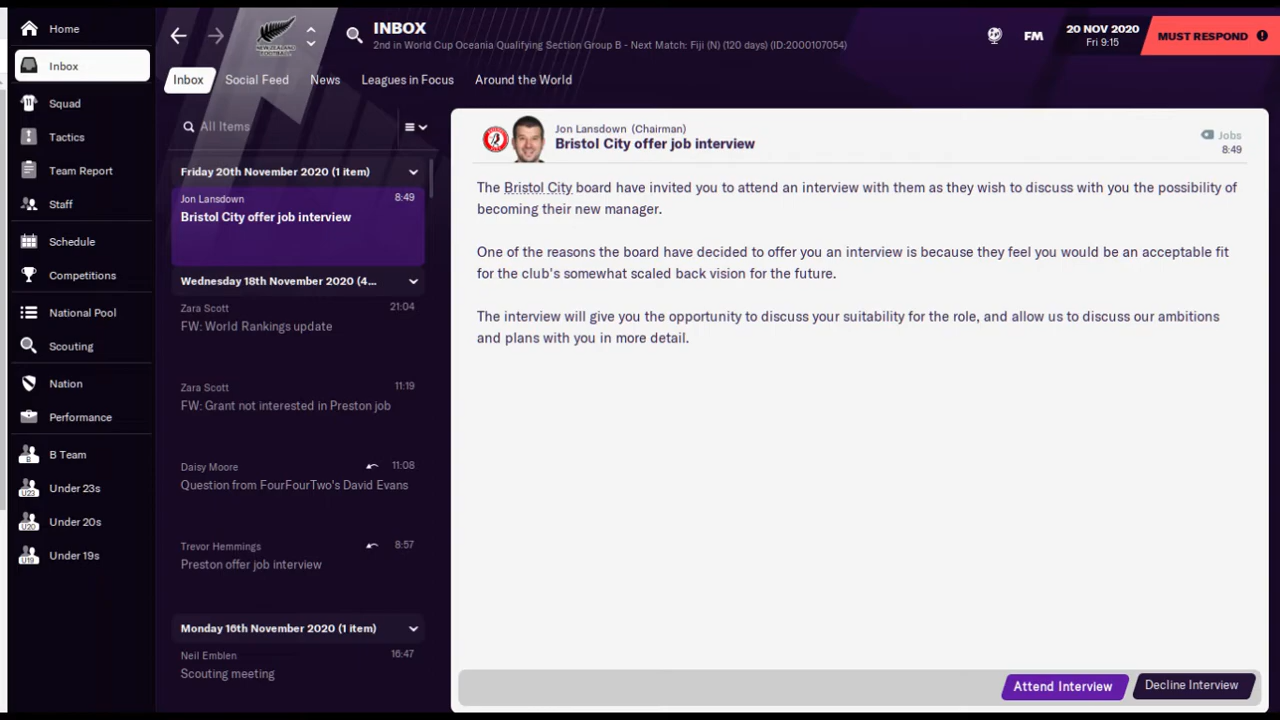 Home
Inbox
Squad
Tactics
Team Report
Staff
Schedule
Competitions
National Pool
Scouting
Nation
Performance
B Team
Under 23s
Under 20s
Under 19s
INBOX
2nd in World Cup Oceania Qualifying Section Group B - Next Match: Fiji (N) (120 days) (ID:2000107054)
FM
20 NOV 2020
Fri 9:15
MUST RESPOND
Inbox Social Feed News Leagues in Focus Around the World
All Items
Friday 20th November 2020 (1 item)
Jon Lansdown 8:49
Bristol City offer job interview
Wednesday 18th November 2020 (4...
Zara Scott 21:04
FW: World Rankings update
Zara Scott 11:19
FW: Grant not interested in Preston job
Daisy Moore 11:08
Question from FourFourTwo's David Evans
Trevor Hemmings 8:57
Preston offer job interview
Monday 16th November 2020 (1 item)
Neil Emblen 16:47
Scouting meeting
Jon Lansdown (Chairman)
Bristol City offer job interview
Jobs
8:49
The Bristol City board have invited you to attend an interview with them as they wish to discuss with you the possibility of
becoming their new manager.
One of the reasons the board have decided to offer you an interview is because they feel you would be an acceptable fit
for the club's somewhat scaled back vision for the future.
The interview will give you the opportunity to discuss your suitability for the role, and allow us to discuss our ambitions
and plans with you in more detail.
Attend Interview
Decline Interview